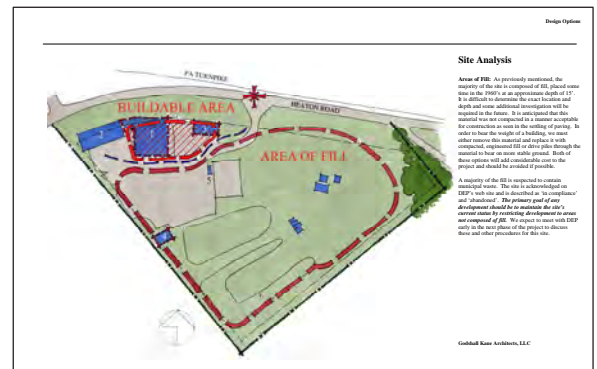 Design Options
Site Analysis
Areas of Fill: As previously mentioned, the
majority of the site is composed of fill, placed some
time in the 1960's at an approximate depth of 15'.
It is difficult to determine the exact location and
depth and some additional investigation will be
required in the future. It is anticipated that this
material was not compacted in a manner acceptable
for construction as seen in the settling of paving. In
order to bear the weight of a building, we must
either remove this material and replace it with
compacted, engineered fill or drive piles through the
material to bear on more stable ground. Both of
these options will add considerable cost to the
project and should be avoided if possible.
A majority of the fill is suspected to contain
municipal waste. The site is acknowledged on
DEP's web site and is described as 'in compliance'
and 'abandoned'. The primary goal of any
development should be to maintain the site's
current status by restricting development to areas
not composed of fill. We expect to meet with DEP
early in the next phase of the project to discuss
these and other procedures for this site.
PA TURNPIKE
HEATON ROAD
BUILDABLE AREA
AREA OF FILL
2
1
Godshall Kane Architects, LLC